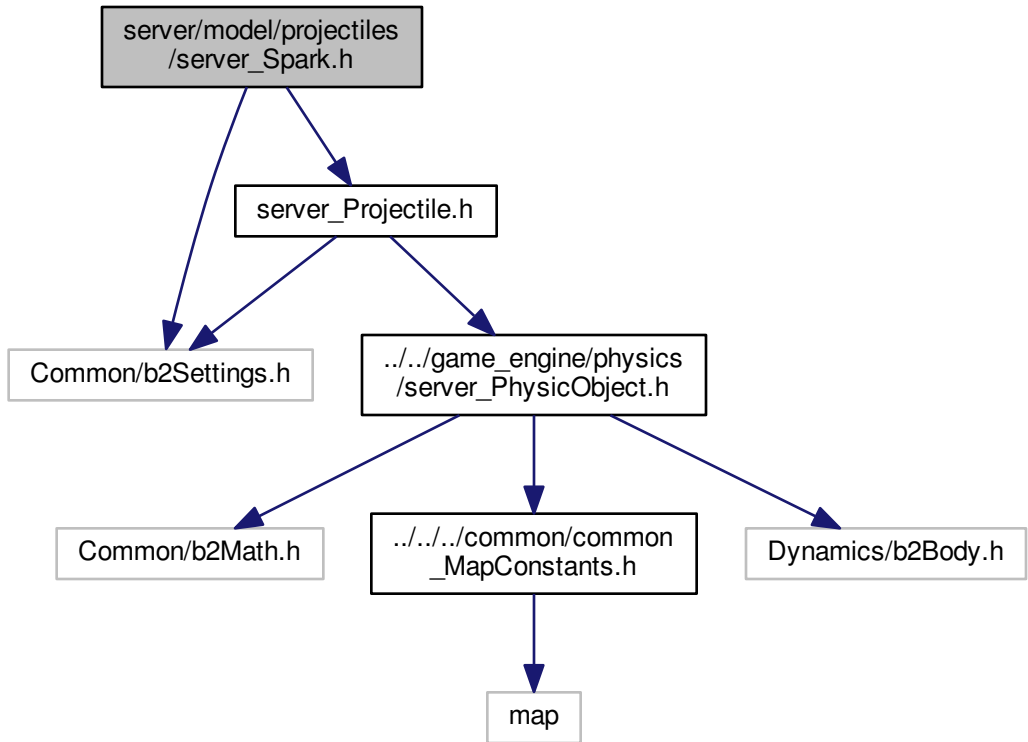 server/model/projectiles
/server_Spark.h
server_Projectile.h
Common/b2Settings.h
../../game_engine/physics
/server_PhysicObject.h
Common/b2Math.h
../../../common/common
_MapConstants.h
Dynamics/b2Body.h
map